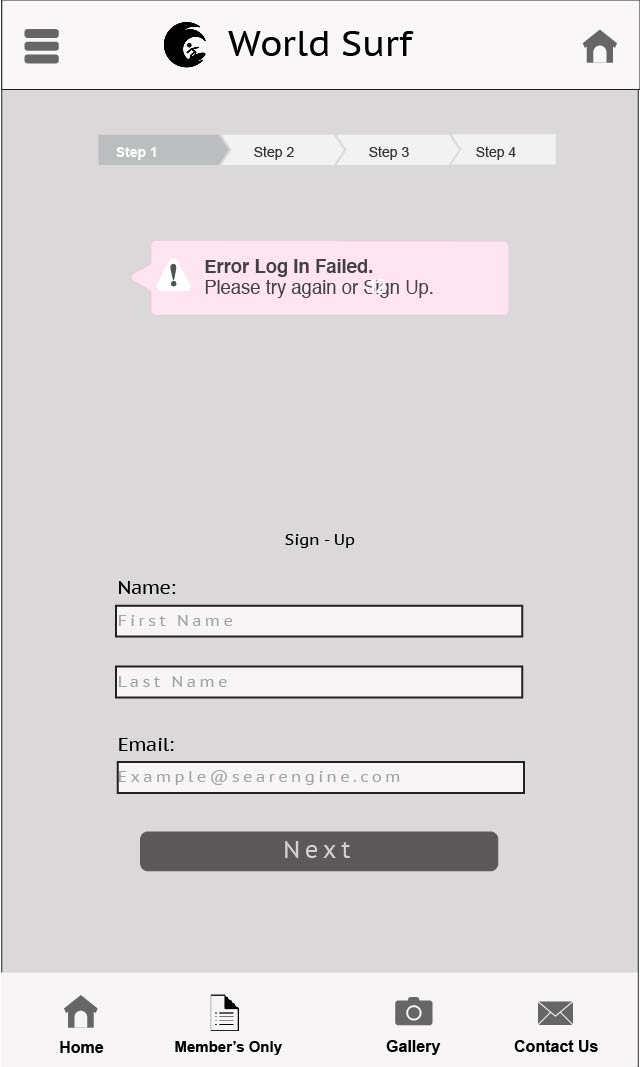 World Surf
Step 1 Step 2 Step 3 Step 4
Error Log In Failed.
Please try again or Sign Up.
Sign - Up
Name:
First Name
Last Name
Email:
Example@searengine.com
Next
Home Member's Only Gallery Contact Us